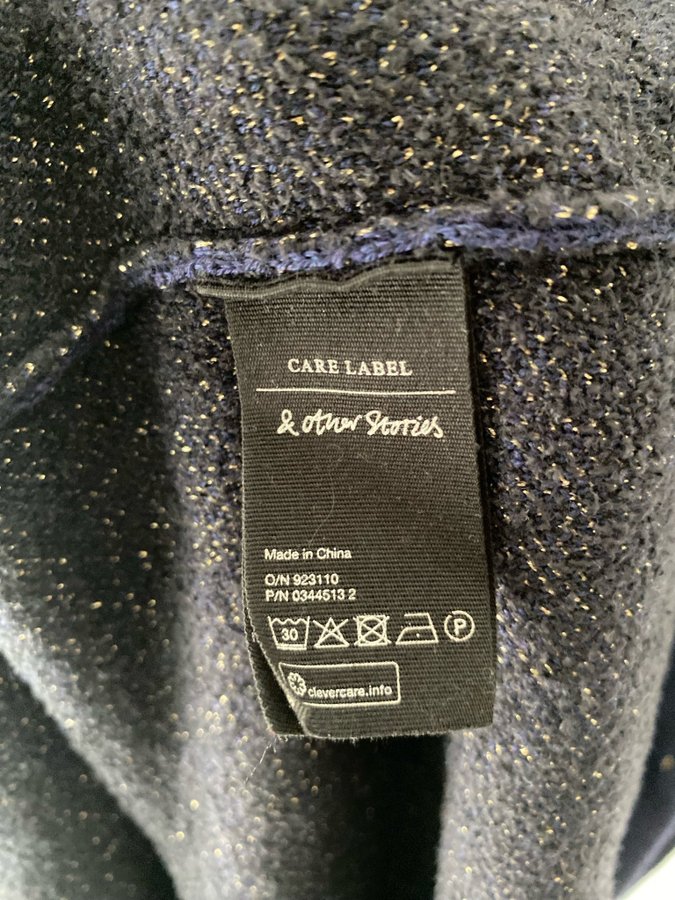 CARE LABEL
& other Stories
Made in China
O/N 923110
P/N 0344513 2
30 P
clevercare.info